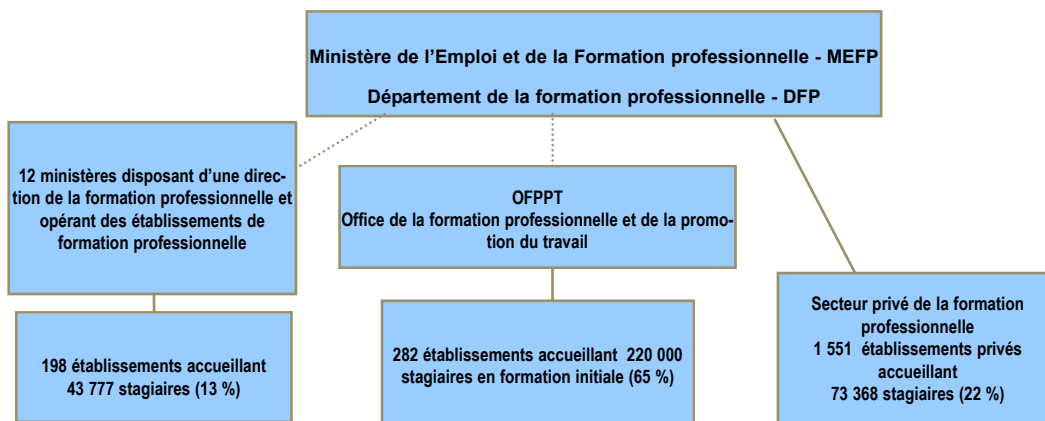 Ministère de l’Emploi et de la Formation professionnelle - MEFP
Département de la formation professionnelle - DFP
12 ministères disposant d’une direc-
tion de la formation professionnelle et
opérant des établissements de
formation professionnelle
OFPPT
Office de la formation professionnelle et de la promo-
tion du travail
Secteur privé de la formation
professionnelle
1 551 établissements privés
accueillant
73 368 stagiaires (22 %)
198 établissements accueillant
43 777 stagiaires (13 %)
282 établissements accueillant 220 000
stagiaires en formation initiale (65 %)